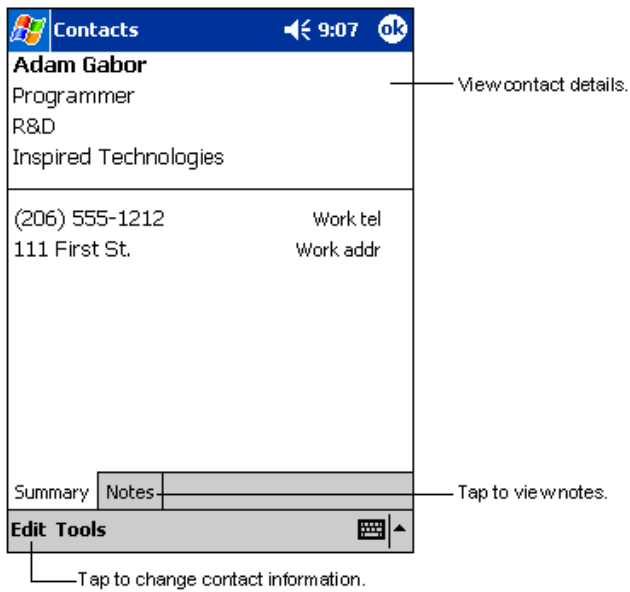 Contacts 9:07 ok
Adam Gabor
Programmer
R&D
Inspired Technologies
View contact details.
(206) 555-1212 Work tel
111 First St. Work addr
Summary Notes
Tap to view notes.
Edit Tools
Tap to change contact information.